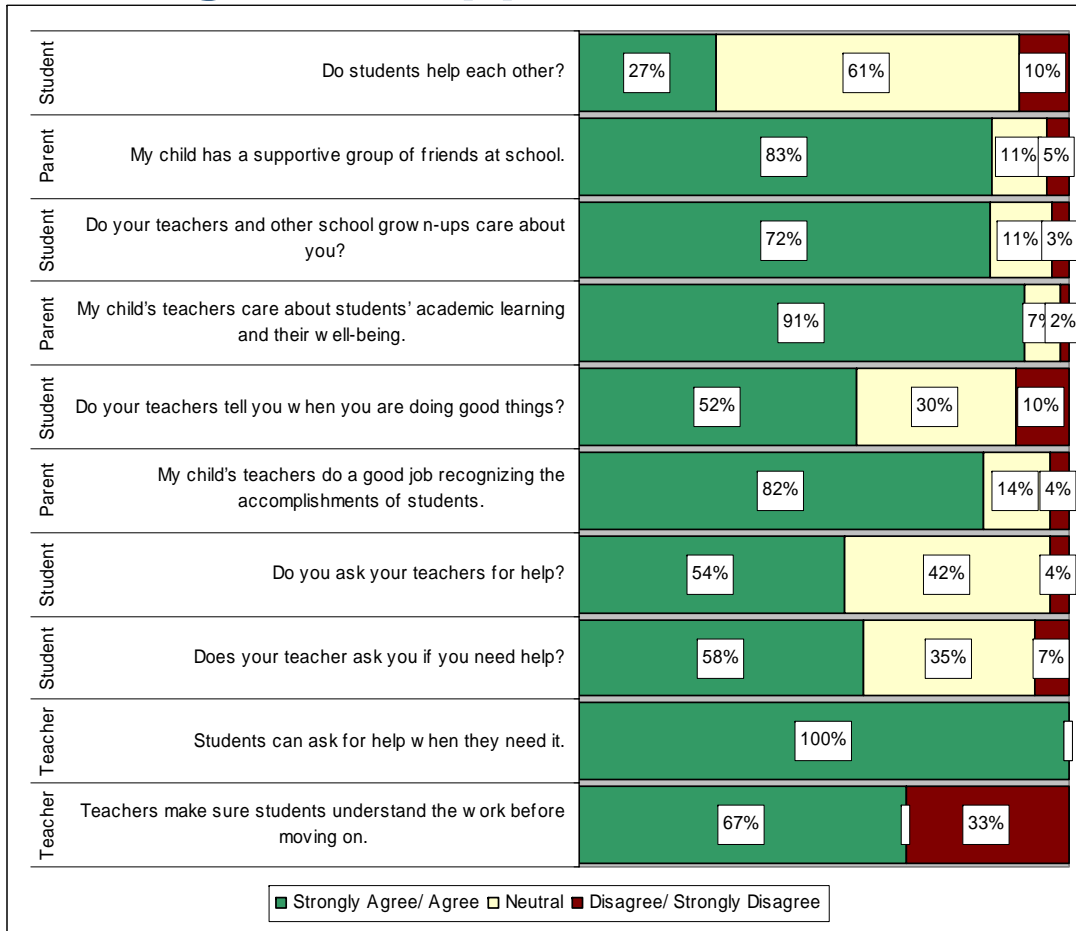 Student
Do students help each other?
27%
61%
10%
Parent
My child has a supportive group of friends at school.
83%
11%
5%
Student
Do your teachers and other school grow n-ups care about
you?
72%
11%
3%
Parent
My child's teachers care about students' academic learning
and their w ell-being.
91%
7%
2%
Student
Do your teachers tell you w hen you are doing good things?
52%
30%
10%
Parent
My child's teachers do a good job recognizing the
accomplishments of students.
82%
14%
4%
Student
Do you ask your teachers for help?
54%
42%
4%
Student
Does your teacher ask you if you need help?
58%
35%
7%
Teacher
Students can ask for help w hen they need it.
100%
Teacher
Teachers make sure students understand the w ork before
moving on.
67%
33%
Strongly Agree/ Agree Neutral Disagree/ Strongly Disagree